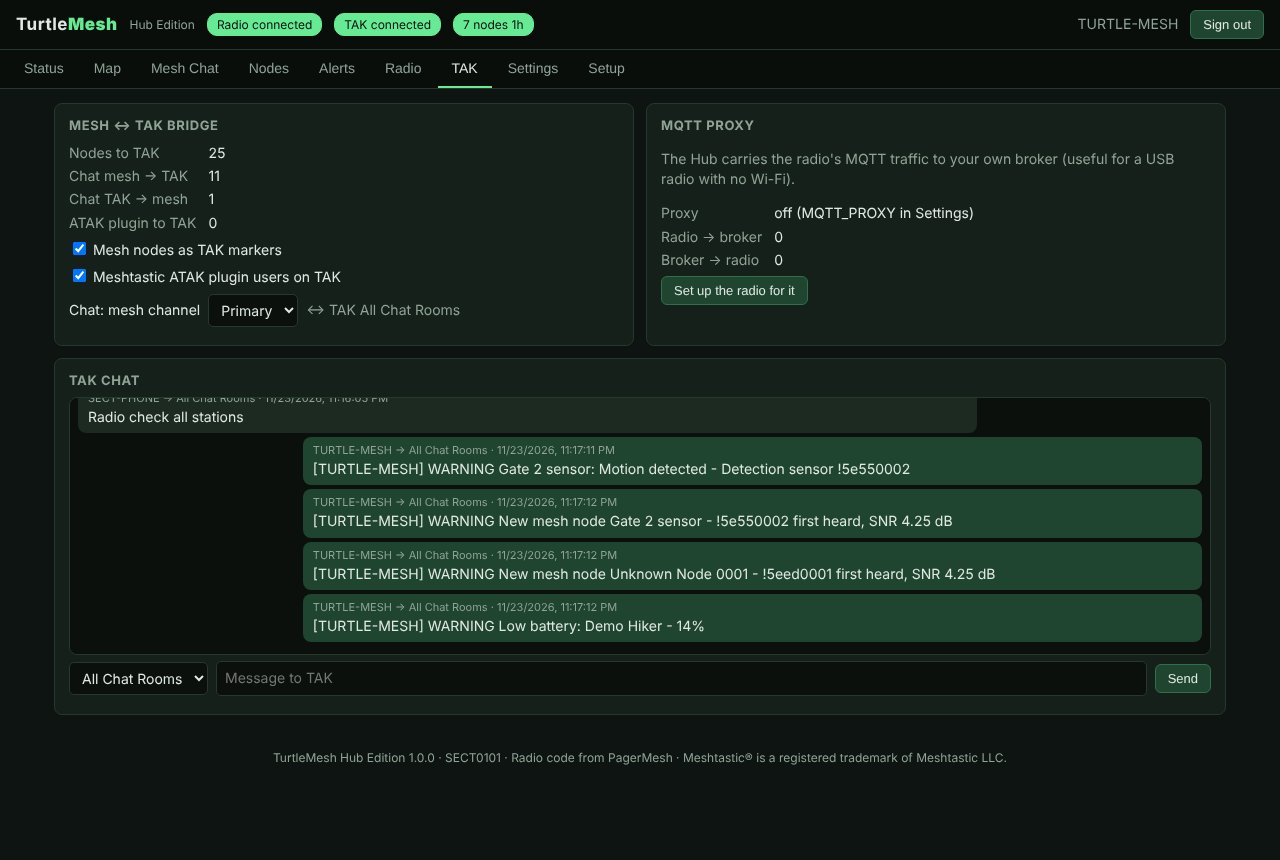 TurtleMesh Hub Edition Radio connected TAK connected 7 nodes 1h TURTLE-MESH Sign out
Status Map Mesh Chat Nodes Alerts Radio TAK Settings Setup
MESH ↔ TAK BRIDGE
Nodes to TAK 25
Chat mesh → TAK 11
Chat TAK → mesh 1
ATAK plugin to TAK 0
Mesh nodes as TAK markers
Meshtastic ATAK plugin users on TAK
Chat: mesh channel Primary ↔ TAK All Chat Rooms
MQTT PROXY
The Hub carries the radio's MQTT traffic to your own broker (useful for a USB
radio with no Wi-Fi).
Proxy off (MQTT_PROXY in Settings)
Radio → broker 0
Broker → radio 0
Set up the radio for it
TAK CHAT
SECT-PHONE → All Chat Rooms · 11/23/2026, 11:16:05 PM
Radio check all stations
TURTLE-MESH → All Chat Rooms · 11/23/2026, 11:17:11 PM
[TURTLE-MESH] WARNING Gate 2 sensor: Motion detected - Detection sensor !5e550002
TURTLE-MESH → All Chat Rooms · 11/23/2026, 11:17:12 PM
[TURTLE-MESH] WARNING New mesh node Gate 2 sensor - !5e550002 first heard, SNR 4.25 dB
TURTLE-MESH → All Chat Rooms · 11/23/2026, 11:17:12 PM
[TURTLE-MESH] WARNING New mesh node Unknown Node 0001 - !5eed0001 first heard, SNR 4.25 dB
TURTLE-MESH → All Chat Rooms · 11/23/2026, 11:17:12 PM
[TURTLE-MESH] WARNING Low battery: Demo Hiker - 14%
All Chat Rooms Message to TAK Send
TurtleMesh Hub Edition 1.0.0 · SECT0101 · Radio code from PagerMesh · Meshtastic® is a registered trademark of Meshtastic LLC.